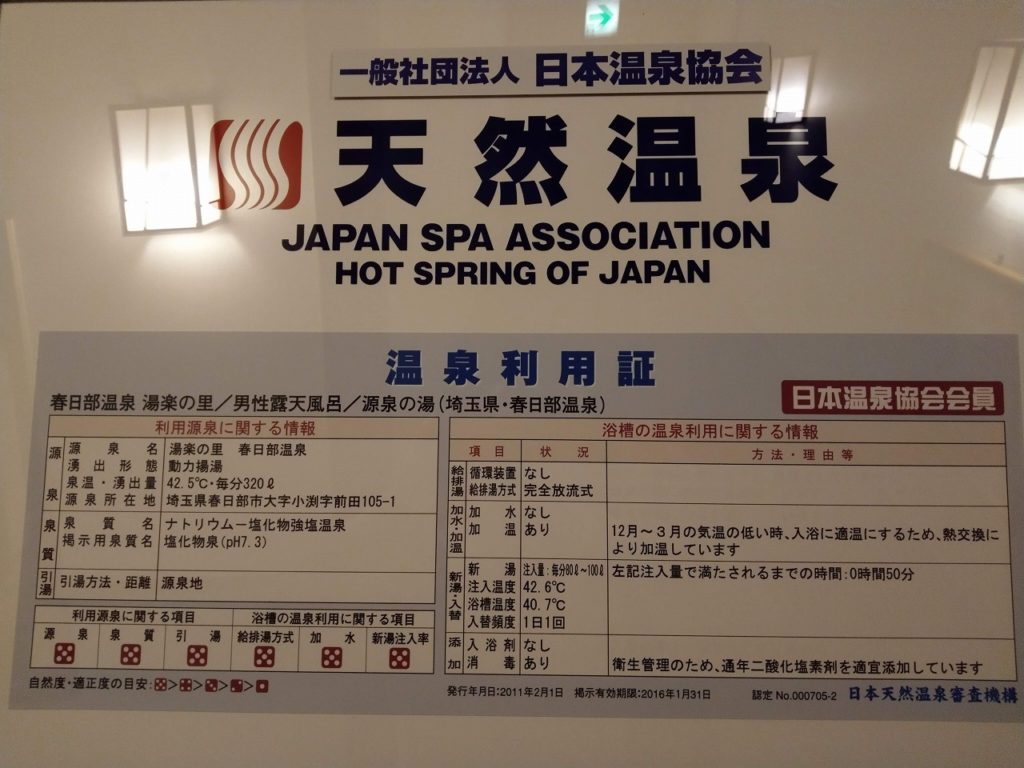 一般社団法人 日本温泉協会
天然温泉
JAPAN SPA ASSOCIATION
HOT SPRING OF JAPAN
温泉利用証
春日部温泉 湯楽の里／男性露天風呂／源泉の湯(埼玉県・春日部温泉)
日本温泉協会会員
利用源泉に関する情報
源泉
源泉名 湯楽の里 春日部温泉
湧出形態 動力揚湯
泉温・湧出量 42.5℃・毎分320ℓ
源泉所在地 埼玉県春日部市大字小渕字前田105-1
泉質
泉質名 ナトリウム－塩化物強塩温泉
掲示用泉質名 塩化物泉(pH7.3)
引湯 引湯方法・距離 源泉地
利用源泉に関する項目 浴槽の温泉利用に関する項目
源泉 泉質 引湯 給排湯方式 加水 新湯注入率
自然度・適正度の目安:⚄>⚃>⚂>⚁>⚀
浴槽の温泉利用に関する情報
項目 状況 方法・理由等
給排湯
循環装置 なし
給排湯方式 完全放流式
加水・加温
加水 なし
加温 あり 12月～3月の気温の低い時、入浴に適温にするため、熱交換に
より加温しています
新湯・入替
新湯 注入量:毎分80ℓ～100ℓ 左記注入量で満たされるまでの時間:0時間50分
注入温度 42.6℃
浴槽温度 40.7℃
入替頻度 1日1回
添加
入浴剤 なし
消毒 あり 衛生管理のため、通年二酸化塩素剤を適宜添加しています
発行年月日:2011年2月1日 掲示有効期限:2016年1月31日 認定 No.000705-2 日本天然温泉審査機構